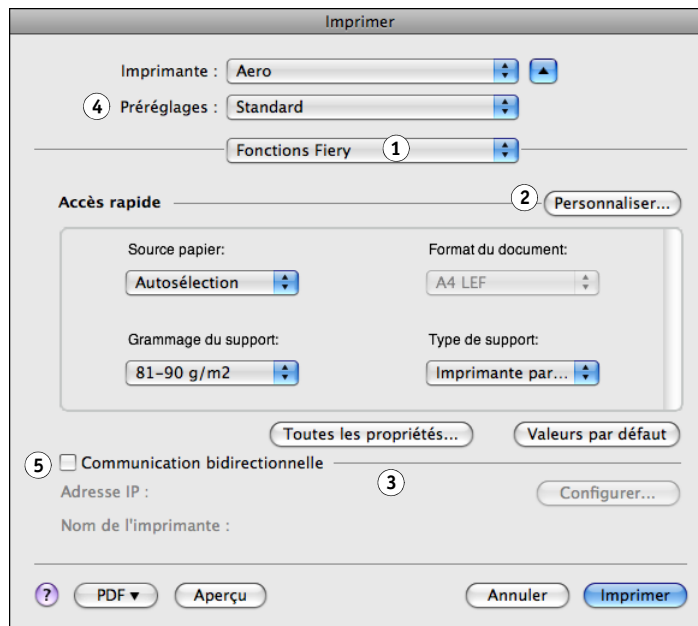 Imprimer
Imprimante : Aero
4 Préréglages : Standard
Fonctions Fiery 1
Accès rapide 2 Personnaliser...
Source papier: Format du document:
Autosélection A4 LEF
Grammage du support: Type de support:
81-90 g/m2 Imprimante par...
Toutes les propriétés... Valeurs par défaut
5 Communication bidirectionnelle
3
Adresse IP : Configurer...
Nom de l'imprimante :
? PDF ▼ Aperçu Annuler Imprimer